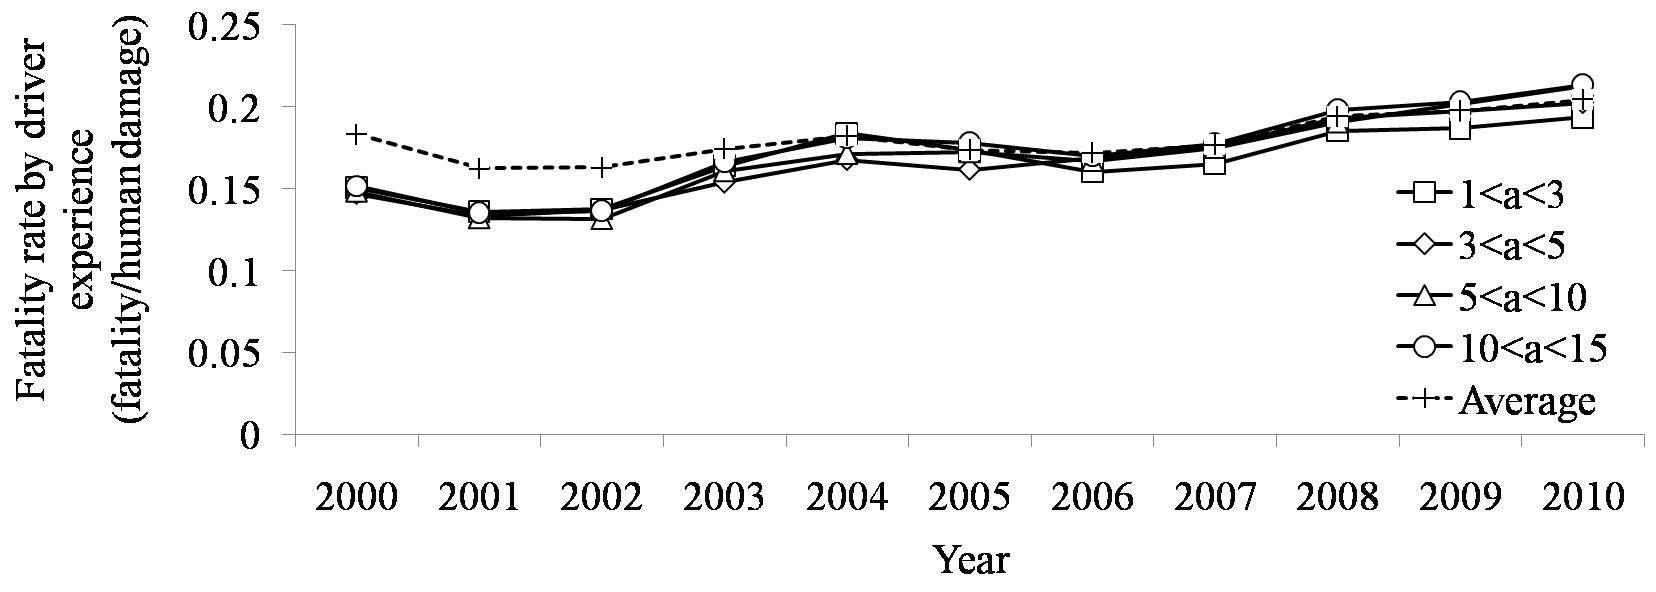 Fatality rate by driver
experience
(fatality/human damage)
0.25
0.2
0.15
0.1
0.05
0
2000 2001 2002 2003 2004 2005 2006 2007 2008 2009 2010
Year
1<a<3
3<a<5
5<a<10
10<a<15
Average